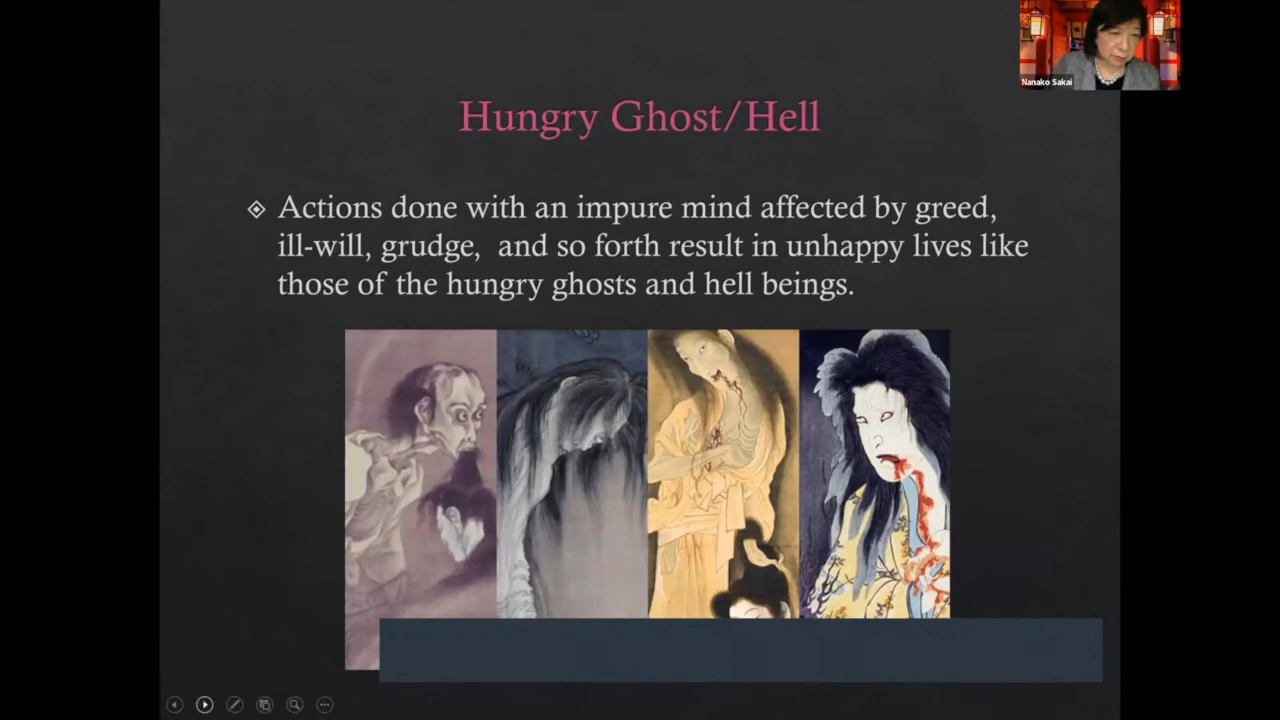 Nanako Sakai
Hungry Ghost/Hell
Actions done with an impure mind affected by greed,
ill-will, grudge, and so forth result in unhappy lives like
those of the hungry ghosts and hell beings.